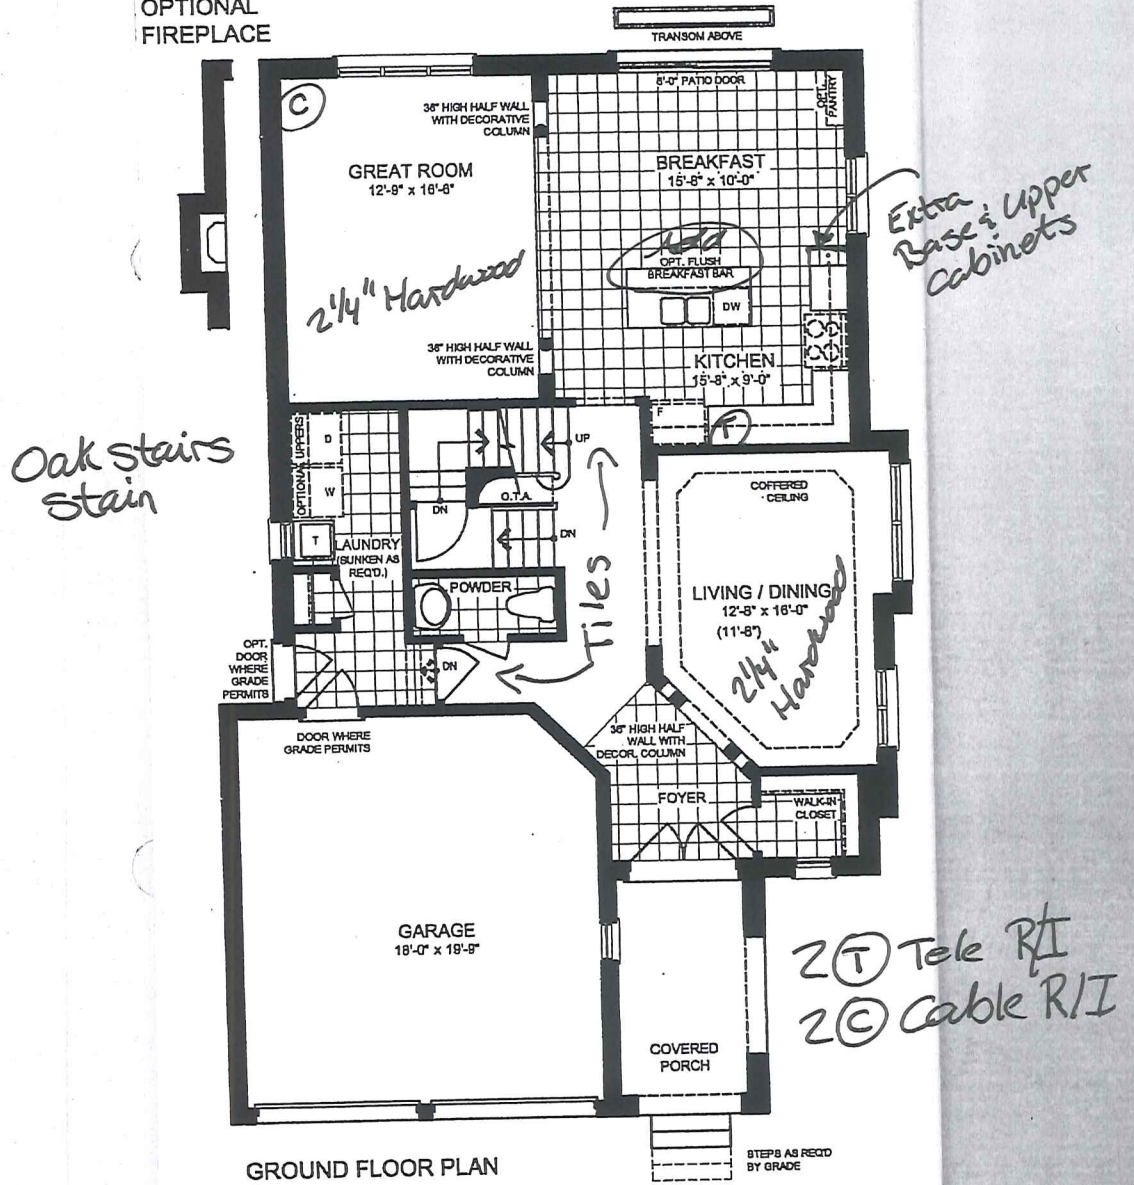 OPTIONAL
FIREPLACE
TRANSOM ABOVE
6'-0" PATIO DOOR
OPT.
PANTRY
C
36" HIGH HALF WALL
WITH DECORATIVE
COLUMN
GREAT ROOM
12'-9" x 16'-6"
BREAKFAST
15'-8" x 10'-0"
Extra
Base & Upper
Cabinets
Add
OPT. FLUSH
BREAKFAST BAR
DW
2 1/4" Hardwood
36" HIGH HALF WALL
WITH DECORATIVE
COLUMN
KITCHEN
15'-8" x 9'-0"
F
T
Oak stairs
stain
OPTIONAL UPPERS
D
W
T
UP
O.T.A.
DN
DN
COFFERED
CEILING
LAUNDRY
(SUNKEN AS
REQ'D.)
POWDER
Tiles
LIVING / DINING
12'-8" x 16'-0"
(11'-8")
2 1/4"
Hardwood
OPT.
DOOR
WHERE
GRADE
PERMITS
DN
DOOR WHERE
GRADE PERMITS
36" HIGH HALF
WALL WITH
DECOR. COLUMN
FOYER
WALK-IN
CLOSET
GARAGE
18'-0" x 19'-9"
2 T Tele R/I
2 C Cable R/I
COVERED
PORCH
GROUND FLOOR PLAN
STEPS AS REQ'D
BY GRADE